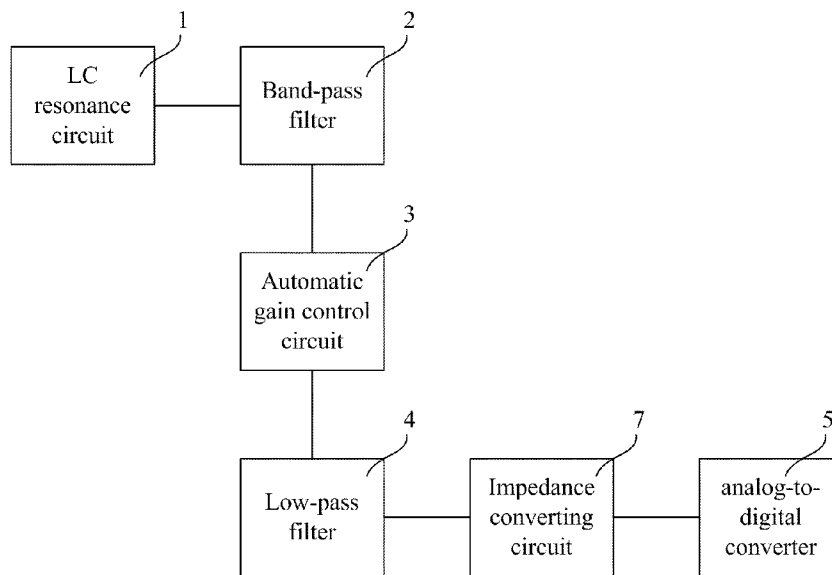 1
LC
resonance
circuit
2
Band-pass
filter
3
Automatic
gain control
circuit
4
Low-pass
filter
7
Impedance
converting
circuit
5
analog-to-
digital
converter